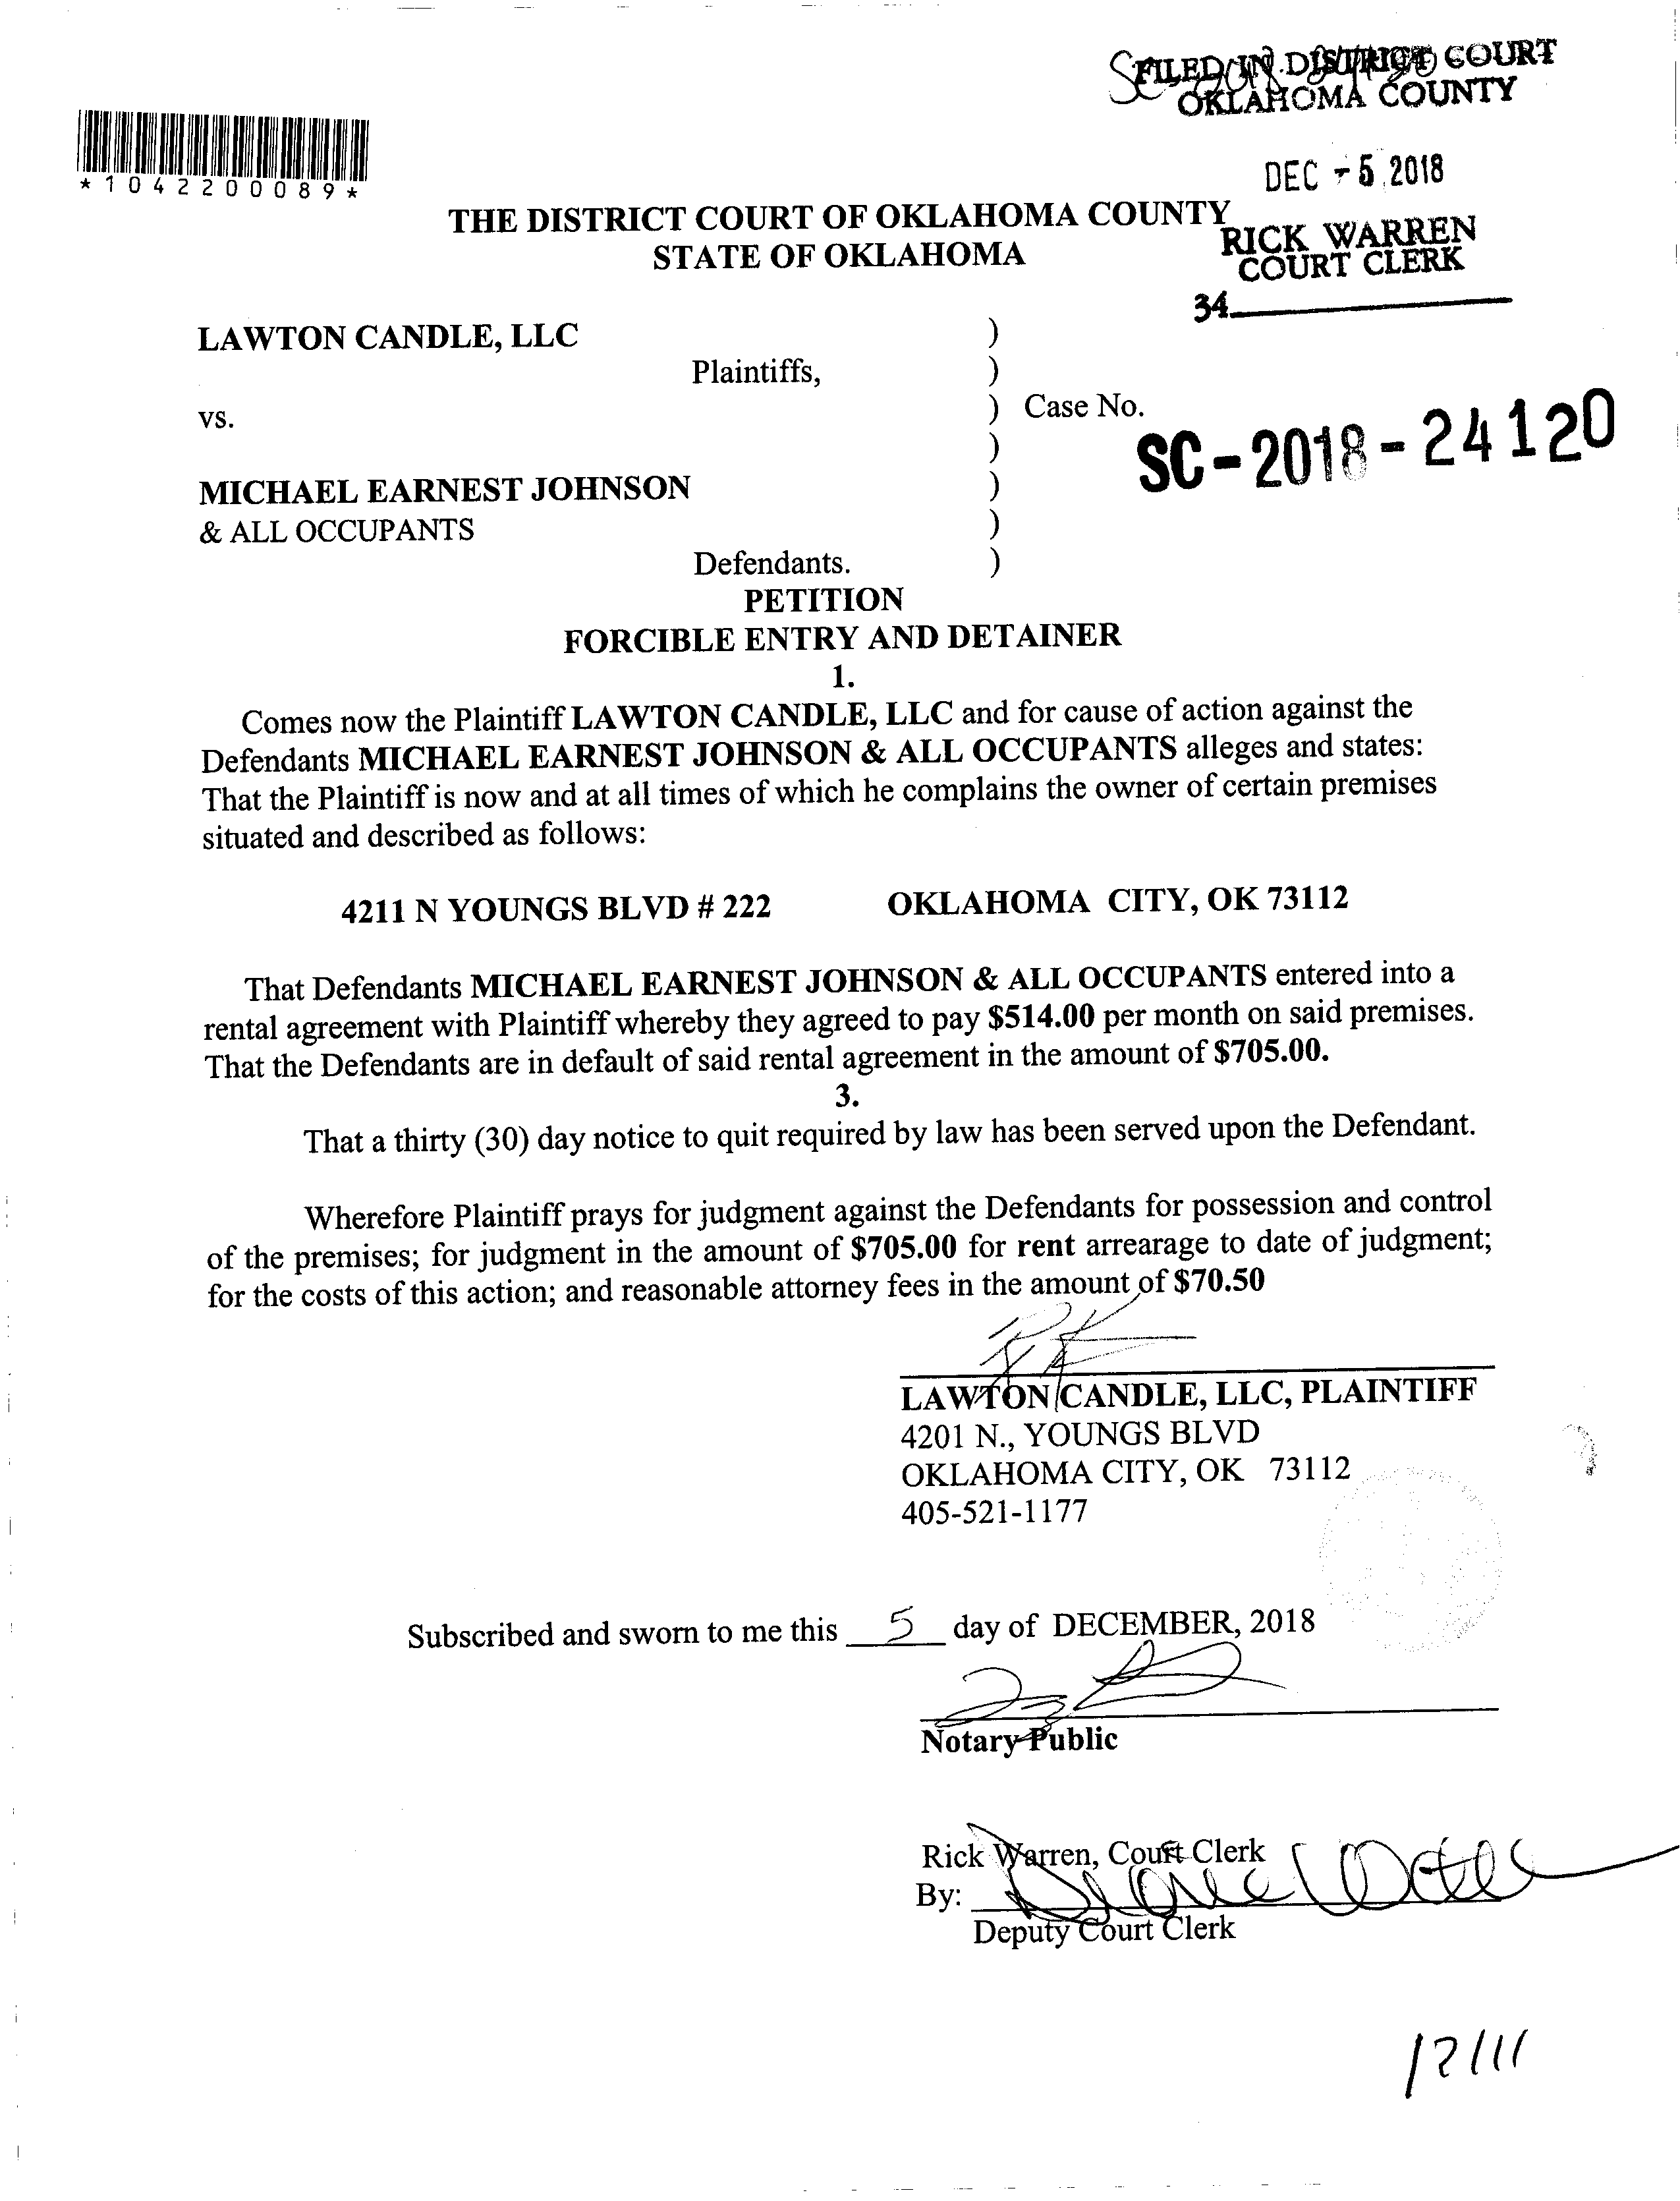 FILED IN DISTRICT COURT
OKLAHOMA COUNTY
*1042200089*
DEC - 5 2018
THE DISTRICT COURT OF OKLAHOMA COUNTY
STATE OF OKLAHOMA
RICK WARREN
COURT CLERK
34
LAWTON CANDLE, LLC )
Plaintiffs, )
vs. ) Case No.
)
SC-2018-24120
MICHAEL EARNEST JOHNSON )
& ALL OCCUPANTS )
Defendants. )
PETITION
FORCIBLE ENTRY AND DETAINER
1.
Comes now the Plaintiff LAWTON CANDLE, LLC and for cause of action against the
Defendants MICHAEL EARNEST JOHNSON & ALL OCCUPANTS alleges and states:
That the Plaintiff is now and at all times of which he complains the owner of certain premises
situated and described as follows:
4211 N YOUNGS BLVD # 222 OKLAHOMA CITY, OK 73112
That Defendants MICHAEL EARNEST JOHNSON & ALL OCCUPANTS entered into a
rental agreement with Plaintiff whereby they agreed to pay $514.00 per month on said premises.
That the Defendants are in default of said rental agreement in the amount of $705.00.
3.
That a thirty (30) day notice to quit required by law has been served upon the Defendant.
Wherefore Plaintiff prays for judgment against the Defendants for possession and control
of the premises; for judgment in the amount of $705.00 for rent arrearage to date of judgment;
for the costs of this action; and reasonable attorney fees in the amount of $70.50
LAWTON CANDLE, LLC, PLAINTIFF
4201 N., YOUNGS BLVD
OKLAHOMA CITY, OK 73112
405-521-1177
Subscribed and sworn to me this 5 day of DECEMBER, 2018
Notary Public
Rick Warren, Court Clerk
By:
Deputy Court Clerk
12/11